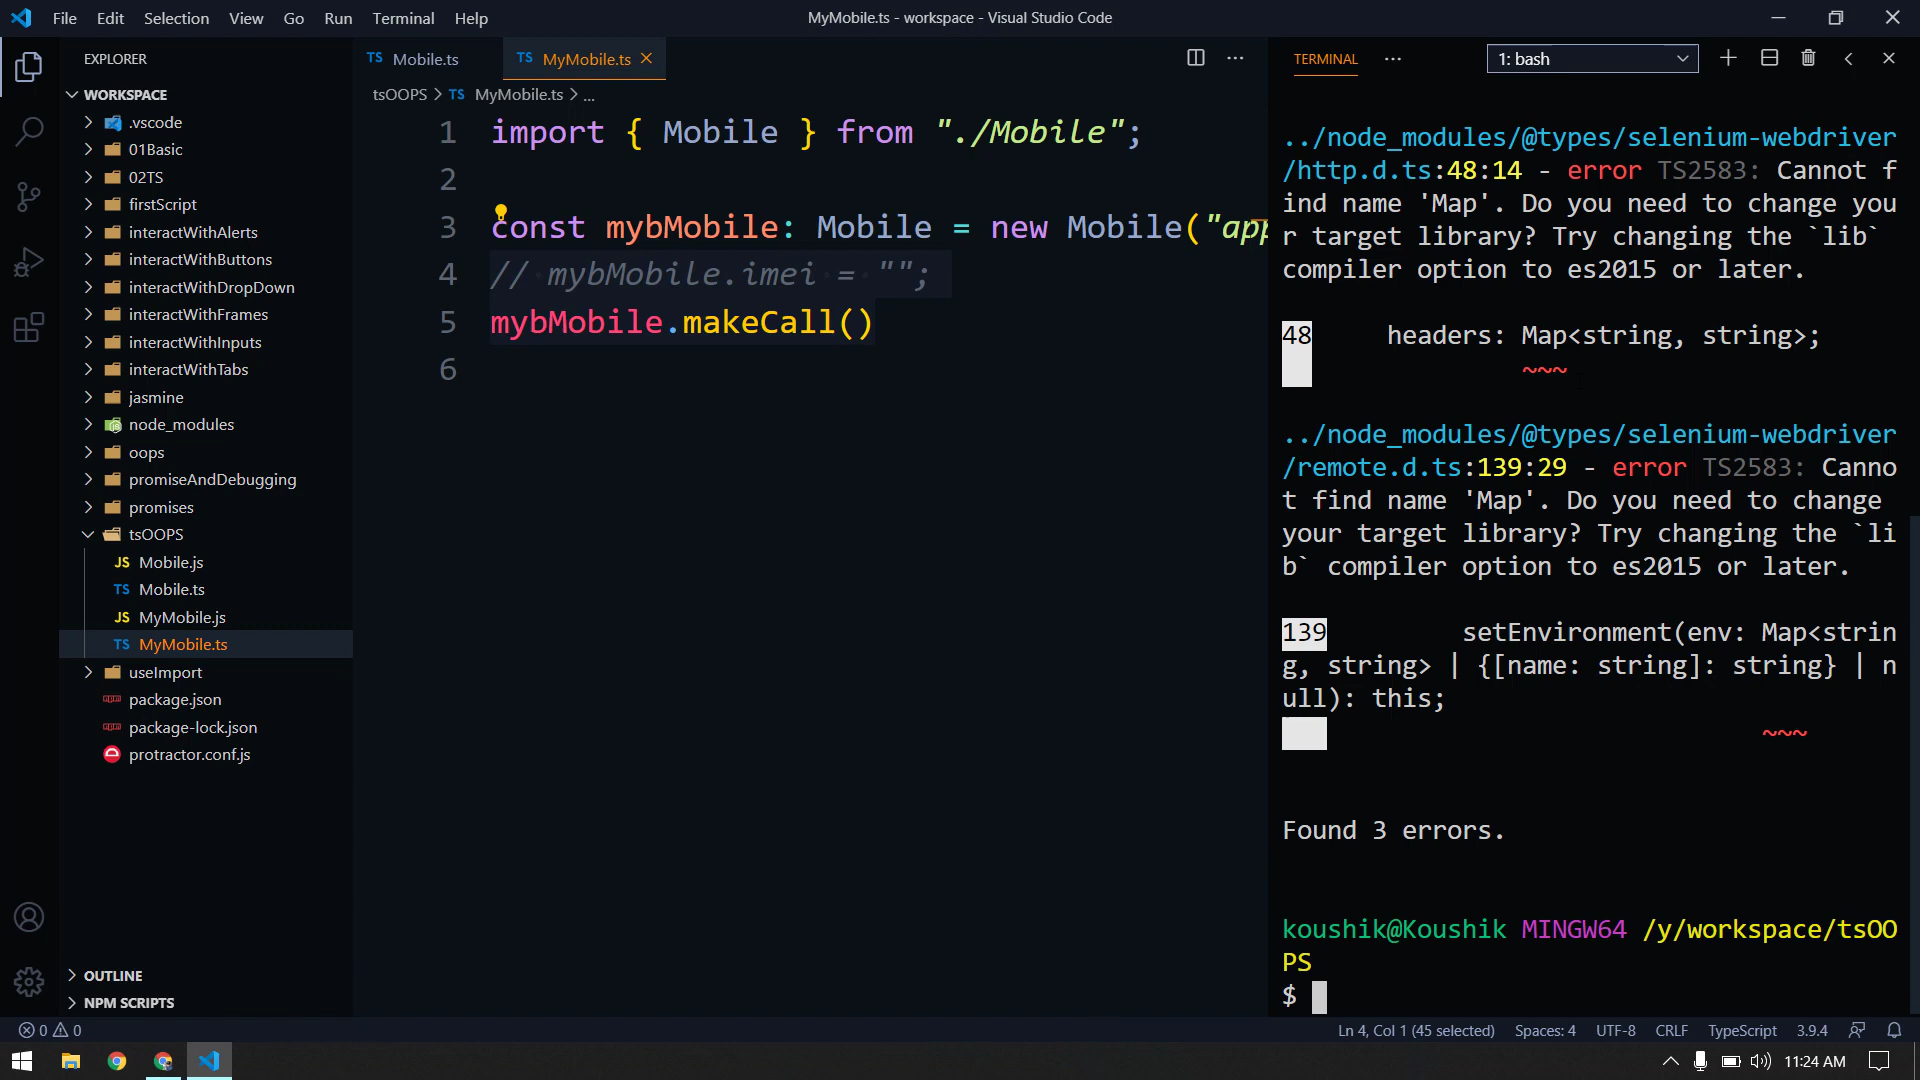 File Edit Selection View Go Run Terminal Help
MyMobile.ts - workspace - Visual Studio Code
EXPLORER
WORKSPACE
.vscode
01Basic
02TS
firstScript
interactWithAlerts
interactWithButtons
interactWithDropDown
interactWithFrames
interactWithInputs
interactWithTabs
jasmine
node_modules
oops
promiseAndDebugging
promises
tsOOPS
JS Mobile.js
TS Mobile.ts
JS MyMobile.js
TS MyMobile.ts
useImport
package.json
package-lock.json
protractor.conf.js
OUTLINE
NPM SCRIPTS
TS Mobile.ts
TS MyMobile.ts
tsOOPS > TS MyMobile.ts > ...
1 import { Mobile } from "./Mobile";
2
3 const mybMobile: Mobile = new Mobile("app
4 // mybMobile.imei = "";
5 mybMobile.makeCall()
6
TERMINAL
1: bash
../node_modules/@types/selenium-webdriver
/http.d.ts:48:14 - error TS2583: Cannot f
ind name 'Map'. Do you need to change you
r target library? Try changing the `lib`
compiler option to es2015 or later.
48     headers: Map<string, string>;
~~~
../node_modules/@types/selenium-webdriver
/remote.d.ts:139:29 - error TS2583: Canno
t find name 'Map'. Do you need to change
your target library? Try changing the `li
b` compiler option to es2015 or later.
139         setEnvironment(env: Map<strin
g, string> | {[name: string]: string} | n
ull): this;
~~~
Found 3 errors.
koushik@Koushik MINGW64 /y/workspace/tsOO
PS
$
0 0
Ln 4, Col 1 (45 selected) Spaces: 4 UTF-8 CRLF TypeScript 3.9.4
11:24 AM